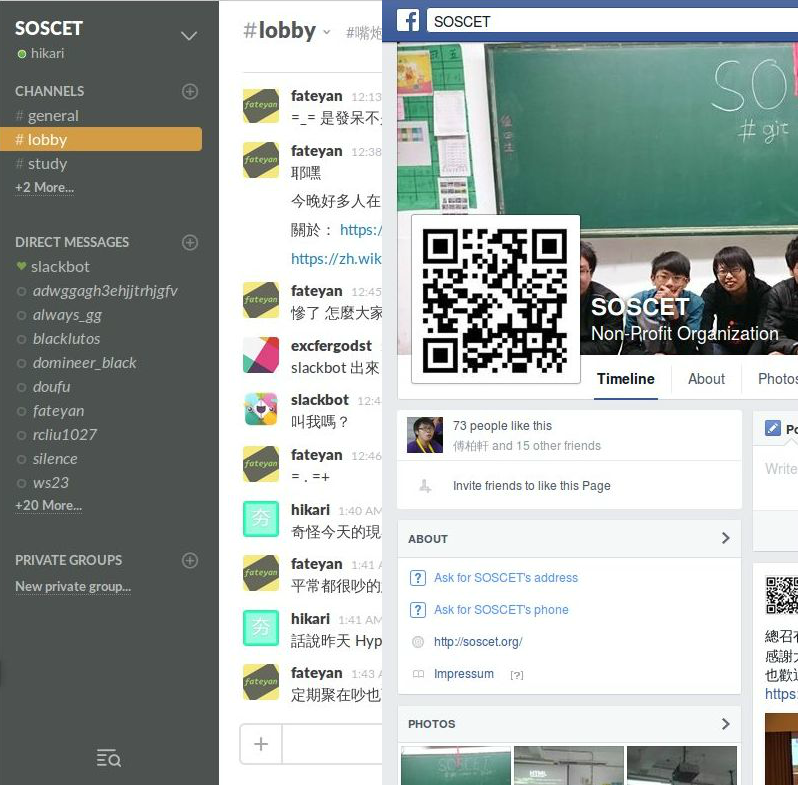 SOSCET
hikari
CHANNELS
# general
# lobby
# study
+2 More...
DIRECT MESSAGES
slackbot
adwggagh3ehjjtrhjgfv
always_gg
blacklutos
domineer_black
doufu
fateyan
rcliu1027
silence
ws23
+20 More...
PRIVATE GROUPS
New private group...
#lobby #嘴炮
fateyan 12:13
=_= 是發呆不
fateyan 12:38
耶嘿
今晚好多人在
關於： https:/
https://zh.wik
fateyan 12:45
慘了 怎麼大家
excfergodst
slackbot 出來
slackbot 12:4
叫我嗎？
fateyan 12:46
= . =+
hikari 1:40 AM
奇怪今天的現
fateyan 1:41
平常都很吵的
hikari 1:41 AM
話說昨天 Hyp
fateyan 1:43
定期聚在吵也
SOSCET
SO
# git
SOSCET
Non-Profit Organization
Timeline
About
Photos
73 people like this
傅柏軒 and 15 other friends
Invite friends to like this Page
ABOUT
Ask for SOSCET's address
Ask for SOSCET's phone
http://soscet.org/
Impressum [?]
PHOTOS
Po
Write
總召
感謝
也歡
https: